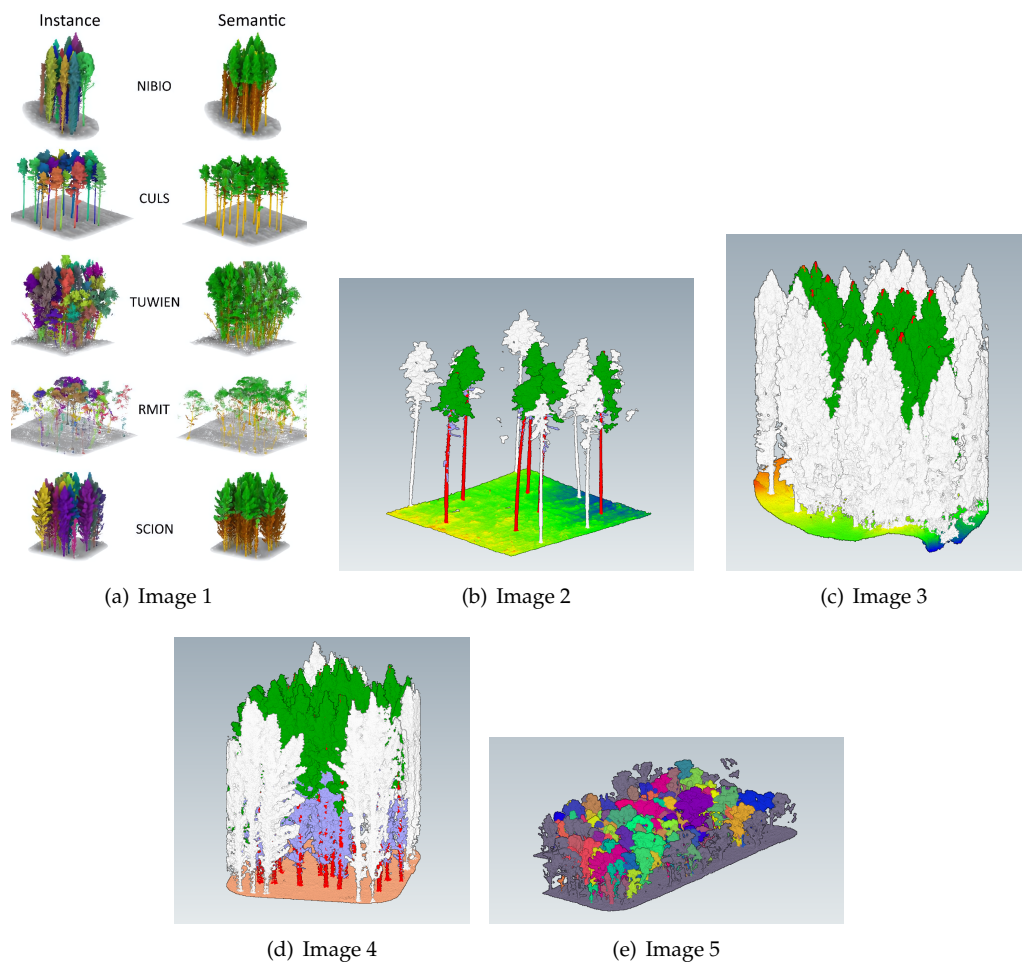 Instance Semantic
NIBIO
CULS
TUWIEN
RMIT
SCION
(a) Image 1
(b) Image 2
(c) Image 3
(d) Image 4
(e) Image 5